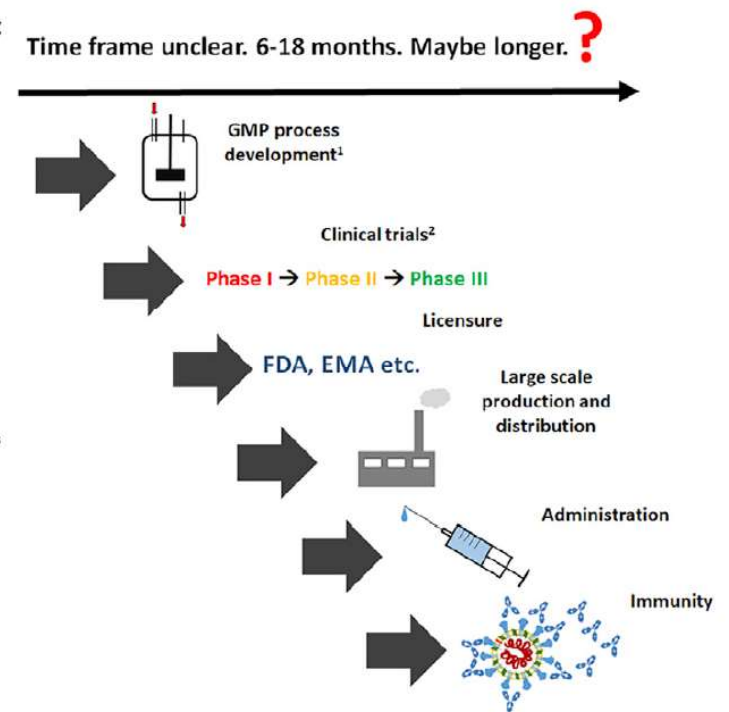 Time frame unclear. 6-18 months. Maybe longer. ?
GMP process
development¹
Clinical trials²
Phase I → Phase II → Phase III
Licensure
FDA, EMA etc.
Large scale
production and
distribution
Administration
Immunity